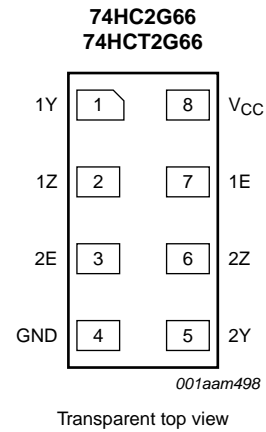 74HC2G66
74HCT2G66
1Y 1 8 VCC
1Z 2 7 1E
2E 3 6 2Z
GND 4 5 2Y
001aam498
Transparent top view